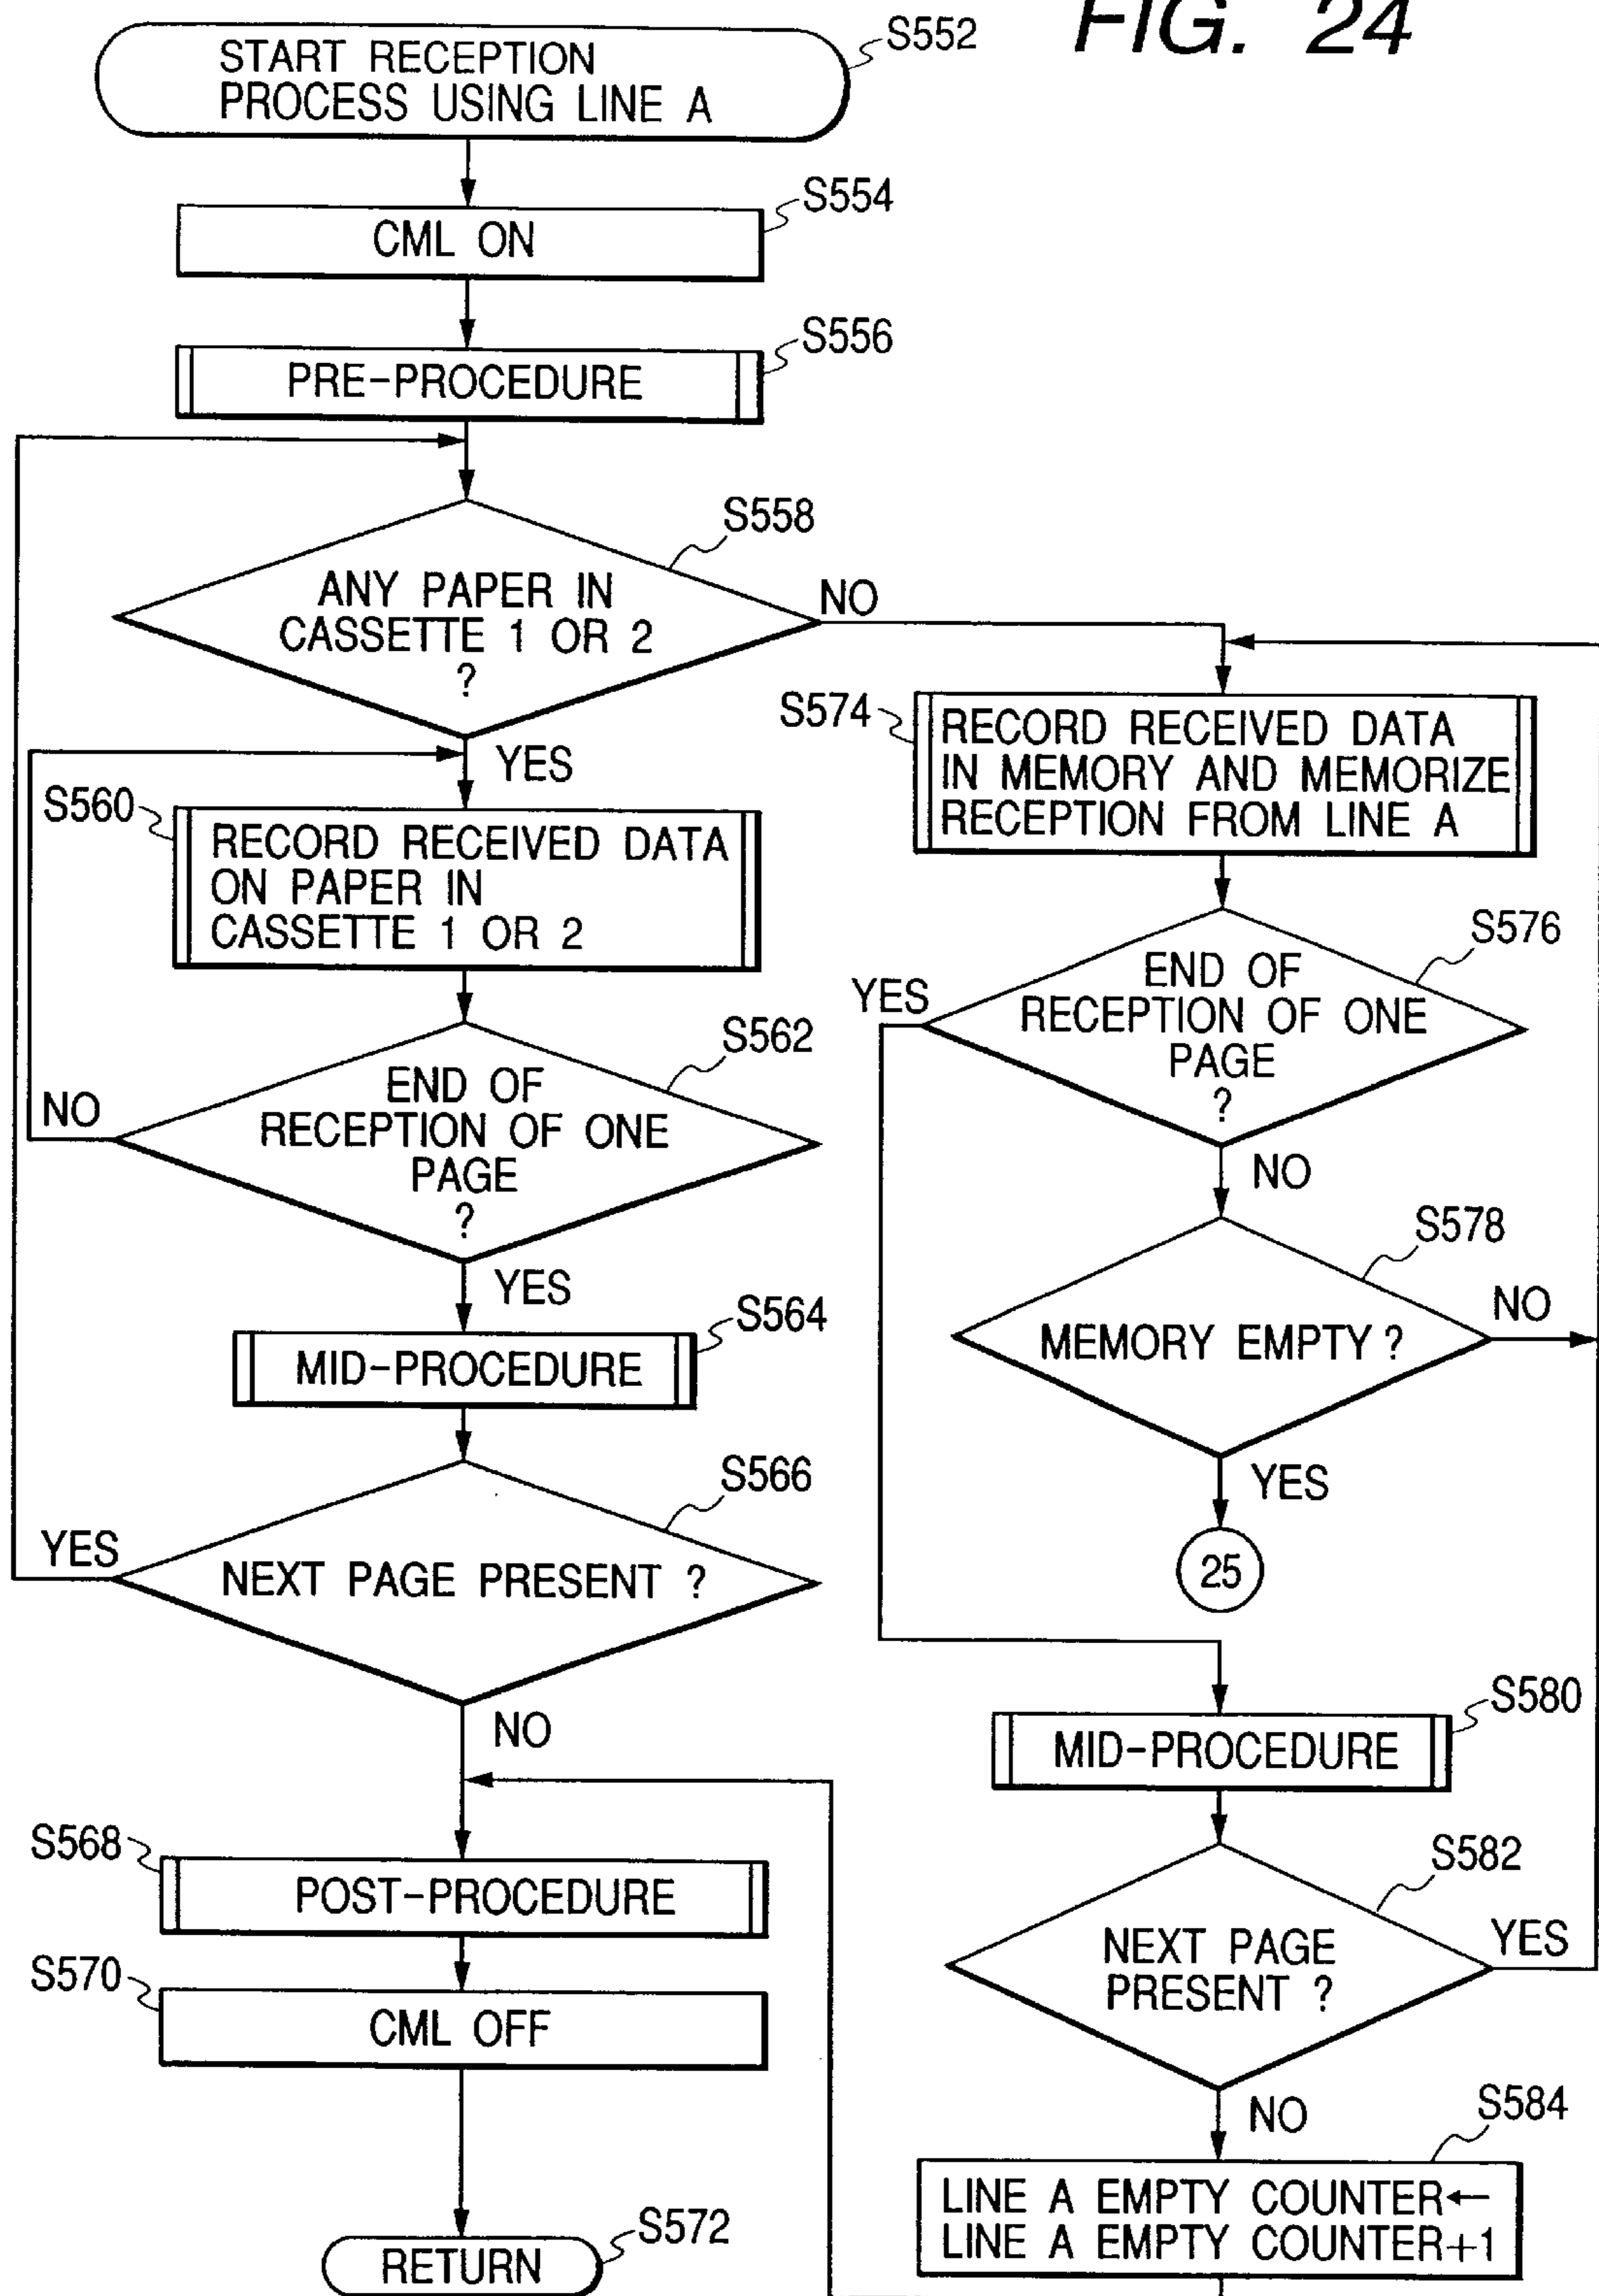 FIG. 24
START RECEPTION
PROCESS USING LINE A
S552
CML ON
S554
PRE-PROCEDURE
S556
S558
ANY PAPER IN
CASSETTE 1 OR 2
?
NO
YES
S560
RECORD RECEIVED DATA
ON PAPER IN
CASSETTE 1 OR 2
S562
END OF
RECEPTION OF ONE
PAGE
?
NO
YES
S564
MID-PROCEDURE
S566
NEXT PAGE PRESENT ?
YES
NO
S568
POST-PROCEDURE
S570
CML OFF
S572
RETURN
S574
RECORD RECEIVED DATA
IN MEMORY AND MEMORIZE
RECEPTION FROM LINE A
S576
END OF
RECEPTION OF ONE
PAGE
?
YES
NO
S578
MEMORY EMPTY ?
NO
YES
25
S580
MID-PROCEDURE
S582
NEXT PAGE
PRESENT ?
YES
NO
S584
LINE A EMPTY COUNTER←
LINE A EMPTY COUNTER+1